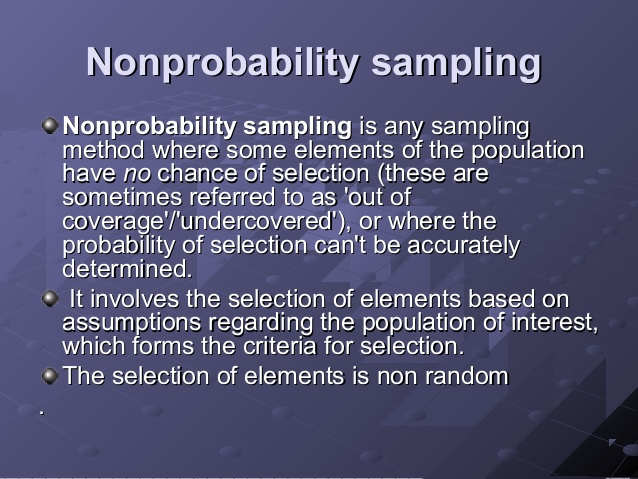 Nonprobability sampling
Nonprobability sampling is any sampling
method where some elements of the population
have no chance of selection (these are
sometimes referred to as 'out of
coverage'/'undercovered'), or where the
probability of selection can't be accurately
determined.
It involves the selection of elements based on
assumptions regarding the population of interest,
which forms the criteria for selection.
The selection of elements is non random
.